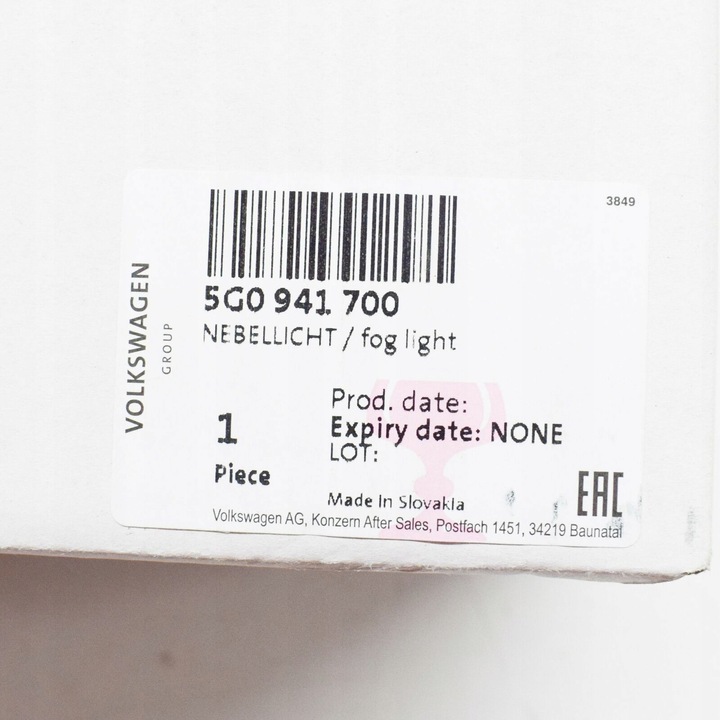 3849
VOLKSWAGEN
GROUP
5G0 941 700
NEBELLICHT / fog light
Prod. date:
Expiry date: NONE
LOT:
1
Piece
Made In Slovakia
EAC
Volkswagen AG, Konzern After Sales, Postfach 1451, 34219 Baunatal